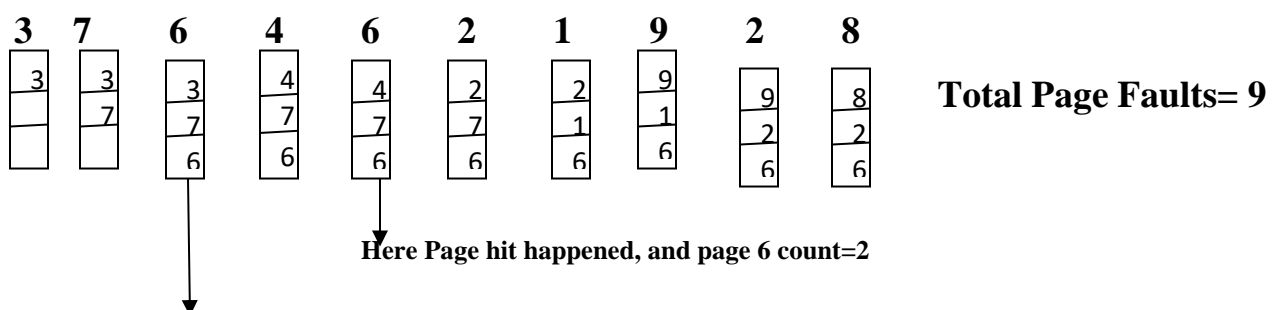 3 7 6 4 6 2 1 9 2 8
3 3 3 4 4 2 2 9 9 8
7 7 7 7 7 1 1 2 2
6 6 6 6 6 6 6 6
Total Page Faults= 9
Here Page hit happened, and page 6 count=2